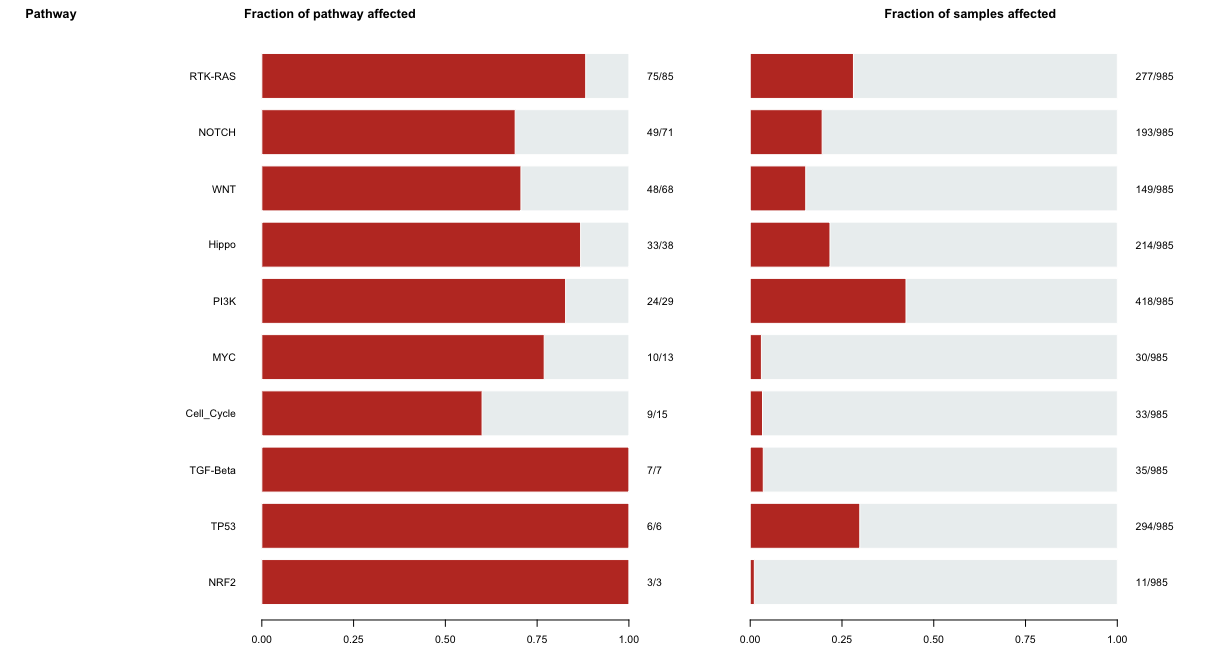 Pathway Fraction of pathway affected Fraction of samples affected
RTK-RAS 75/85 277/985
NOTCH 49/71 193/985
WNT 48/68 149/985
Hippo 33/38 214/985
PI3K 24/29 418/985
MYC 10/13 30/985
Cell_Cycle 9/15 33/985
TGF-Beta 7/7 35/985
TP53 6/6 294/985
NRF2 3/3 11/985
0.00 0.25 0.50 0.75 1.00 0.00 0.25 0.50 0.75 1.00